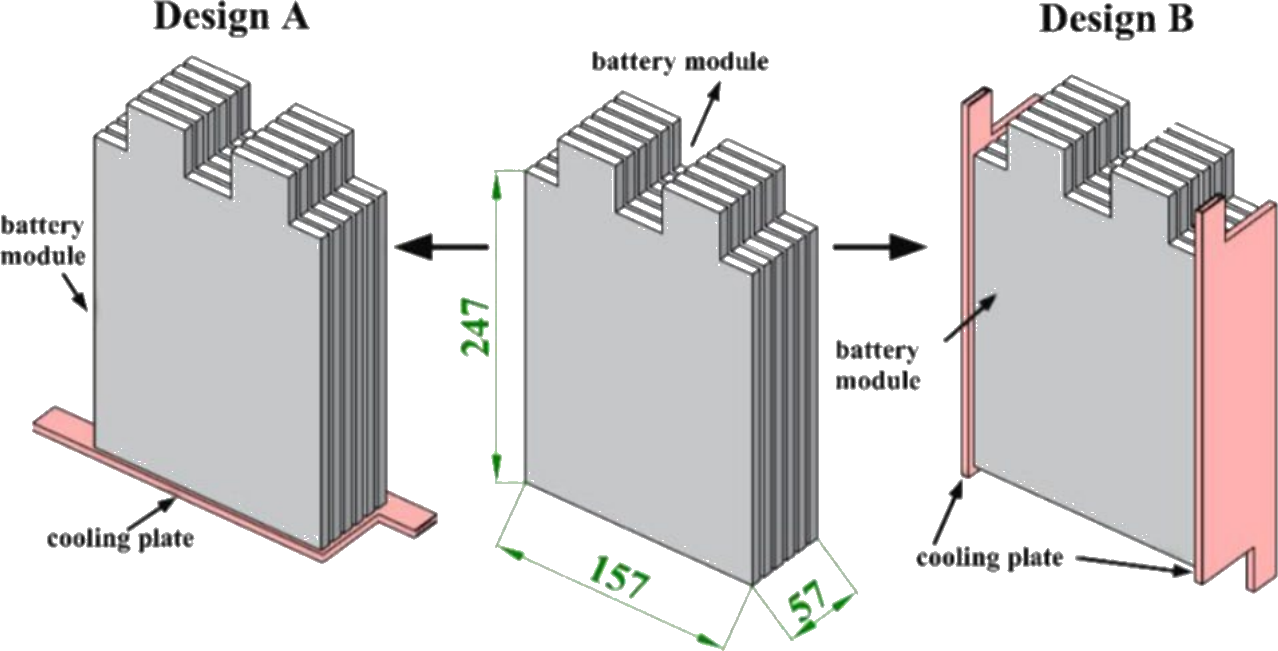 Design A
battery
module
cooling plate
battery module
247
157
57
Design B
battery
module
cooling plate